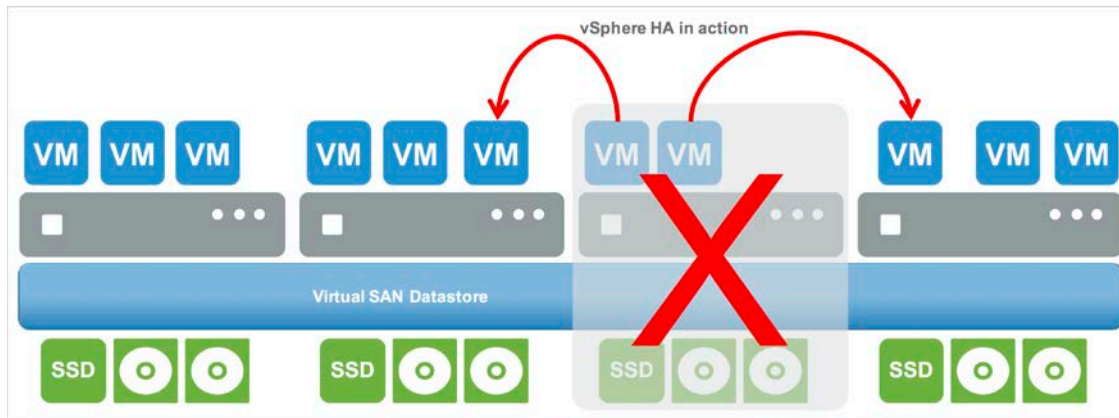 vSphere HA in action
VM VM VM VM VM VM VM VM VM VM VM
Virtual SAN Datastore
SSD SSD SSD SSD